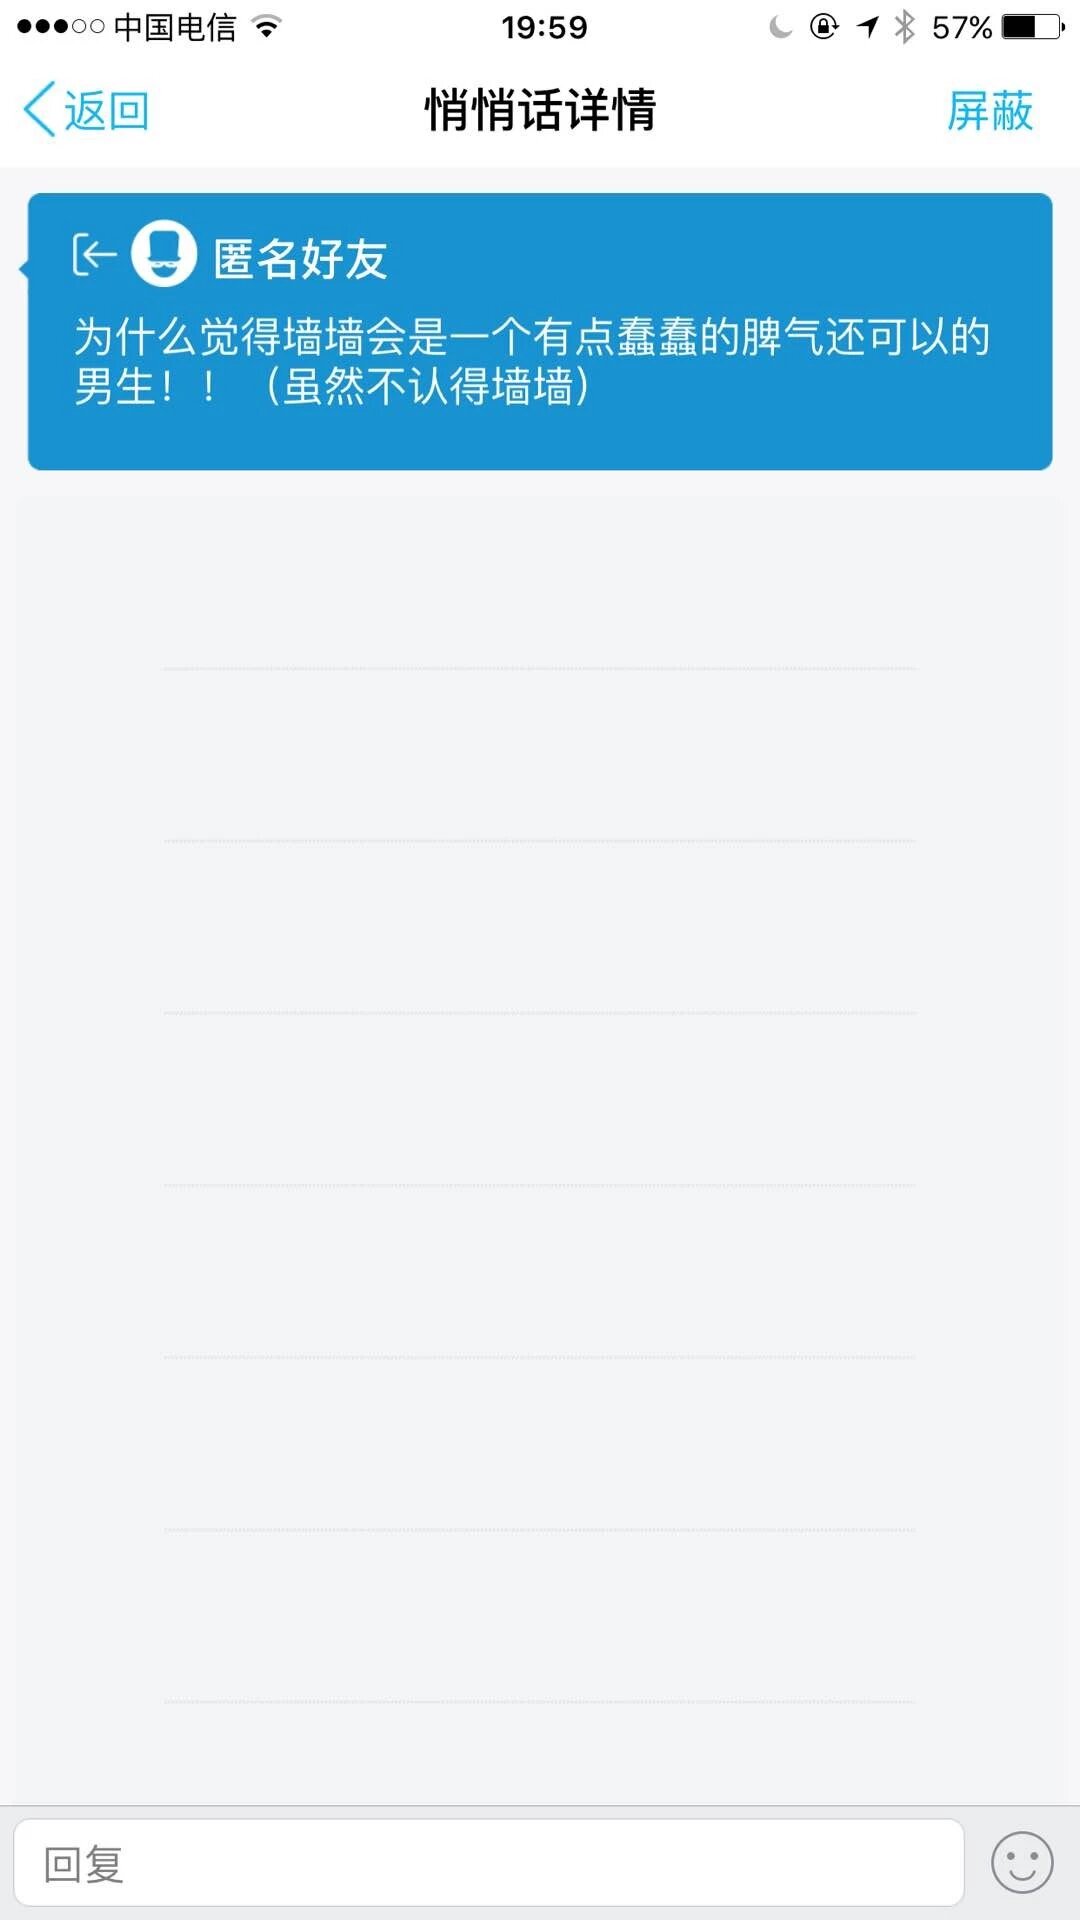 中国电信 19:59 57%
返回 悄悄话详情 屏蔽
匿名好友
为什么觉得墙墙会是一个有点蠢蠢的脾气还可以的
男生！！（虽然不认得墙墙）
回复